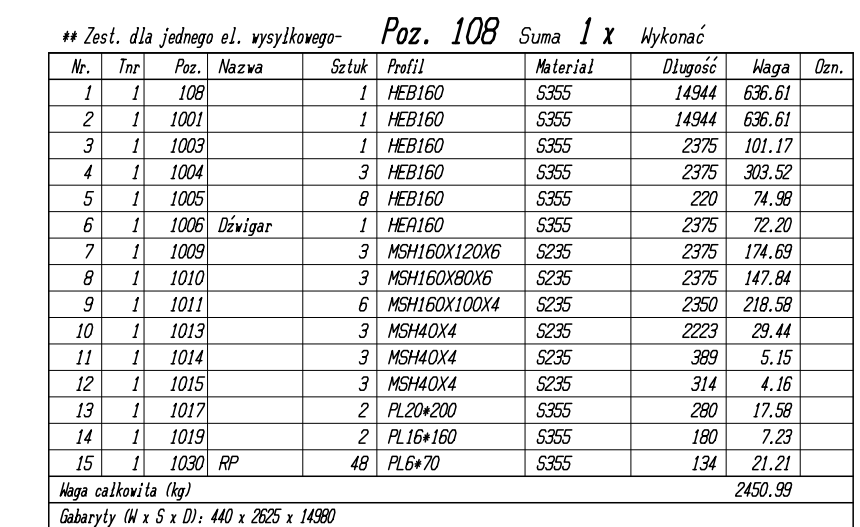 ** Zest. dla jednego el. wysyłkowego- Poz. 108 Suma 1 x Wykonać
Nr. Tnr Poz. Nazwa Sztuk Profil Materiał Długość Waga Ozn.
1 1 108 1 HEB160 S355 14944 636.61
2 1 1001 1 HEB160 S355 14944 636.61
3 1 1003 1 HEB160 S355 2375 101.17
4 1 1004 3 HEB160 S355 2375 303.52
5 1 1005 8 HEB160 S355 220 74.98
6 1 1006 Dźwigar 1 HEA160 S355 2375 72.20
7 1 1009 3 MSH160X120X6 S235 2375 174.69
8 1 1010 3 MSH160X80X6 S235 2375 147.84
9 1 1011 6 MSH160X100X4 S235 2350 218.58
10 1 1013 3 MSH40X4 S235 2223 29.44
11 1 1014 3 MSH40X4 S235 389 5.15
12 1 1015 3 MSH40X4 S235 314 4.16
13 1 1017 2 PL20*200 S355 280 17.58
14 1 1019 2 PL16*160 S355 180 7.23
15 1 1030 RP 48 PL6*70 S355 134 21.21
Waga całkowita (kg) 2450.99
Gabaryty (W x S x D): 440 x 2625 x 14980